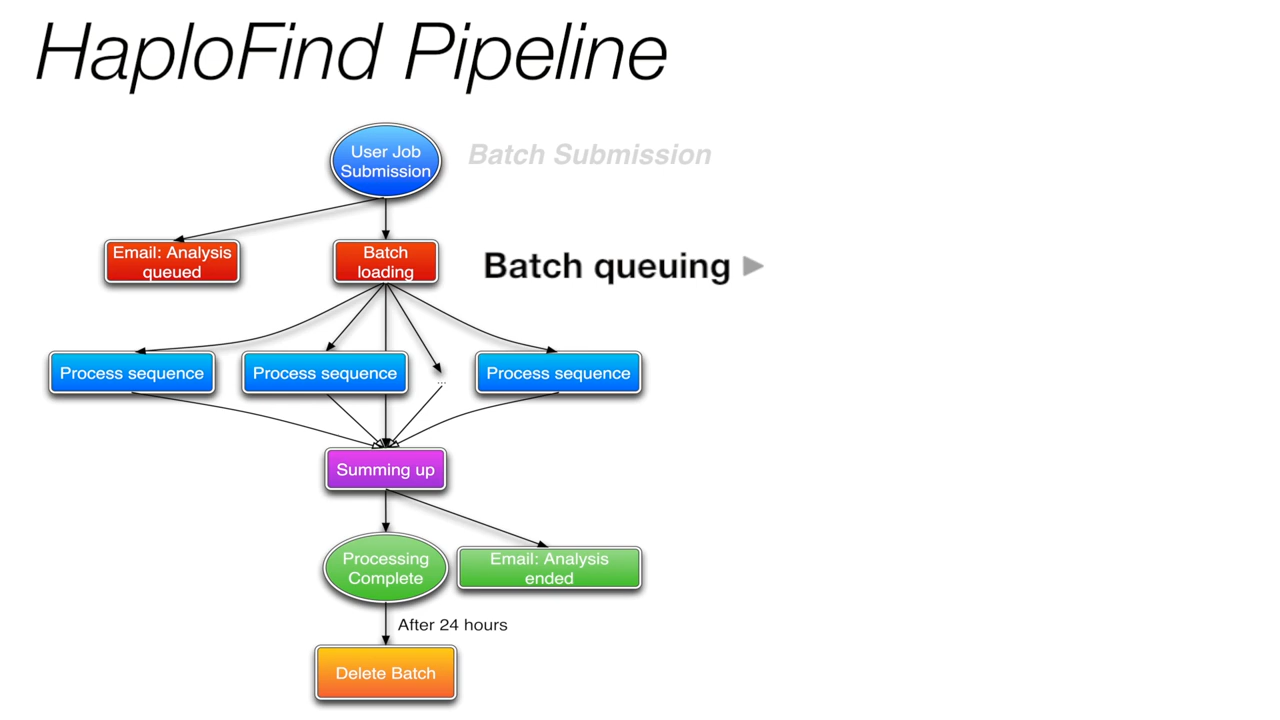 HaploFind Pipeline
User Job
Submission
Batch Submission
Email: Analysis
queued
Batch
loading
Batch queuing
Process sequence
Process sequence
...
Process sequence
Summing up
Processing
Complete
Email: Analysis
ended
After 24 hours
Delete Batch